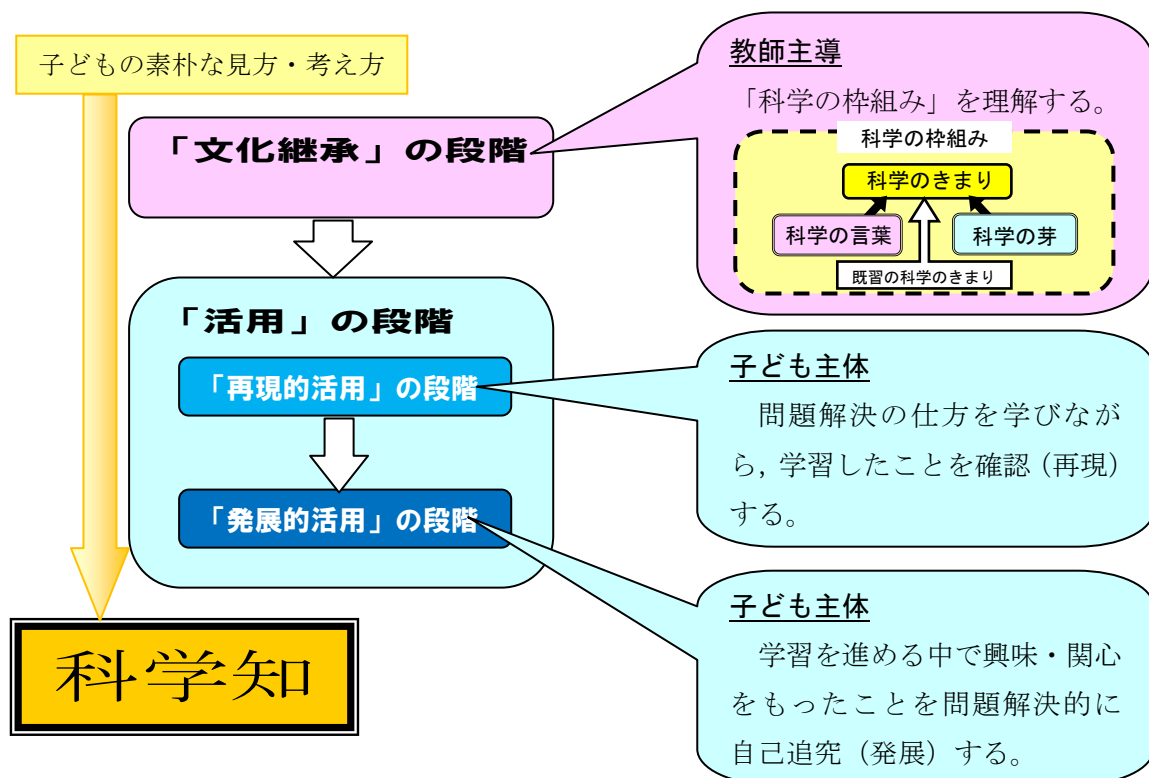 子どもの素朴な見方・考え方
「文化継承」の段階
教師主導
「科学の枠組み」を理解する。
科学の枠組み
科学のきまり
科学の言葉
科学の芽
既習の科学のきまり
「活用」の段階
「再現的活用」の段階
子ども主体
問題解決の仕方を学びなが
ら,学習したことを確認(再現)
する。
「発展的活用」の段階
子ども主体
学習を進める中で興味・関心
をもったことを問題解決的に
自己追究(発展)する。
科学知